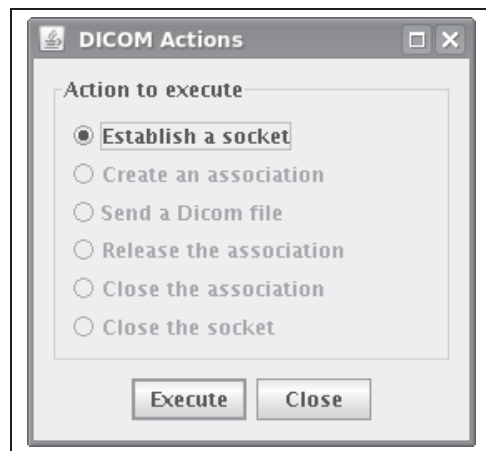 DICOM Actions
Action to execute
Establish a socket
Create an association
Send a Dicom file
Release the association
Close the association
Close the socket
Execute Close